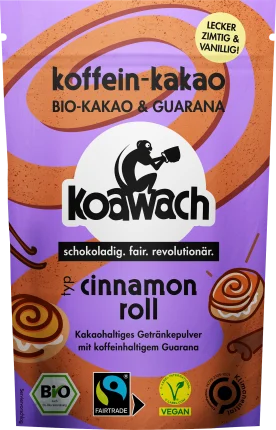 LECKER
ZIMTIG &
VANILLIG!
koffein-kakao
BIO-KAKAO & GUARANA
koawach
schokoladig. fair. revolutionär.
typ cinnamon
roll
Kakaohaltiges Getränkepulver
mit koffeinhaltigem Guarana
BIO
FAIRTRADE
VEGAN